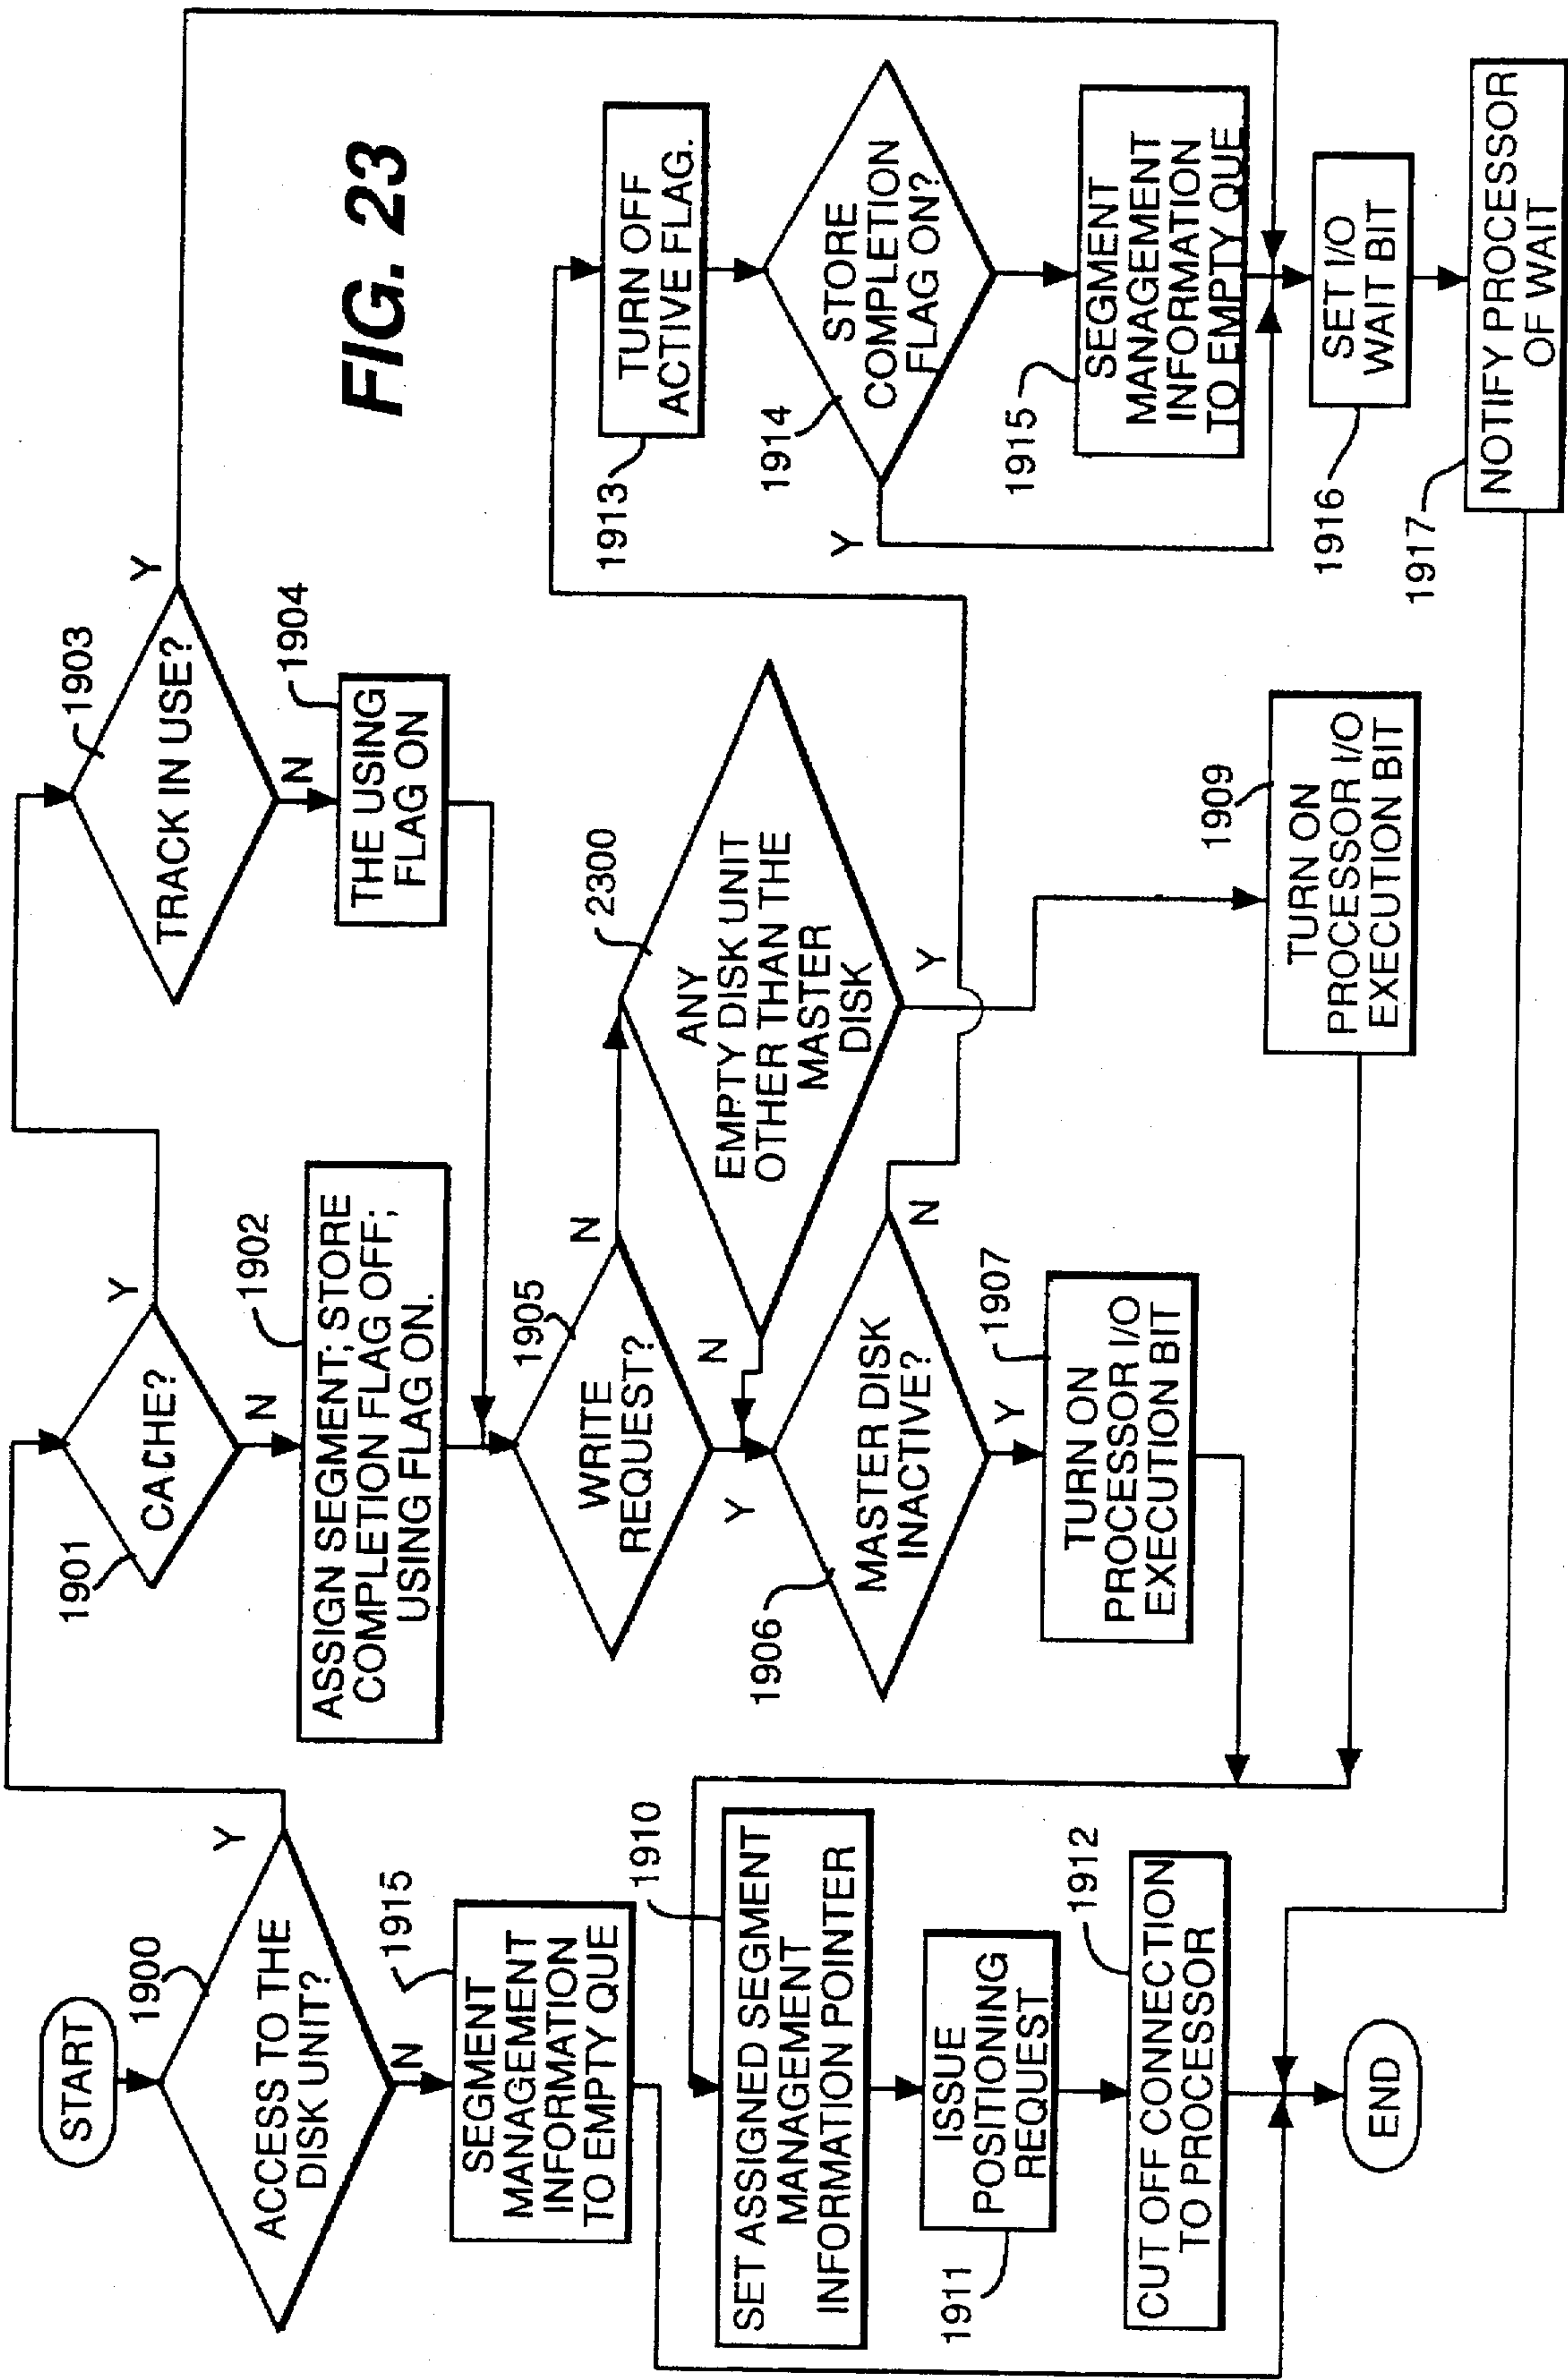 FIG. 23
START
1900
ACCESS TO THE
DISK UNIT?
Y
N
1915
SEGMENT
MANAGEMENT
INFORMATION
TO EMPTY QUE
1910
SET ASSIGNED SEGMENT
MANAGEMENT
INFORMATION POINTER
1911
ISSUE
POSITIONING
REQUEST
1912
CUT OFF CONNECTION
TO PROCESSOR
END
1901
CACHE?
Y
N
1902
ASSIGN SEGMENT; STORE
COMPLETION FLAG OFF;
USING FLAG ON.
1905
WRITE
REQUEST?
N
Y
1906
MASTER DISK
INACTIVE?
N
Y
1907
TURN ON
PROCESSOR I/O
EXECUTION BIT
1903
TRACK IN USE?
Y
N
1904
THE USING
FLAG ON
2300
ANY
EMPTY DISK UNIT
OTHER THAN THE
MASTER
DISK
N
Y
1909
TURN ON
PROCESSOR I/O
EXECUTION BIT
1913
TURN OFF
ACTIVE FLAG.
1914
STORE
COMPLETION
FLAG ON?
Y
1915
SEGMENT
MANAGEMENT
INFORMATION
TO EMPTY QUE
1916
SET I/O
WAIT BIT
1917
NOTIFY PROCESSOR
OF WAIT